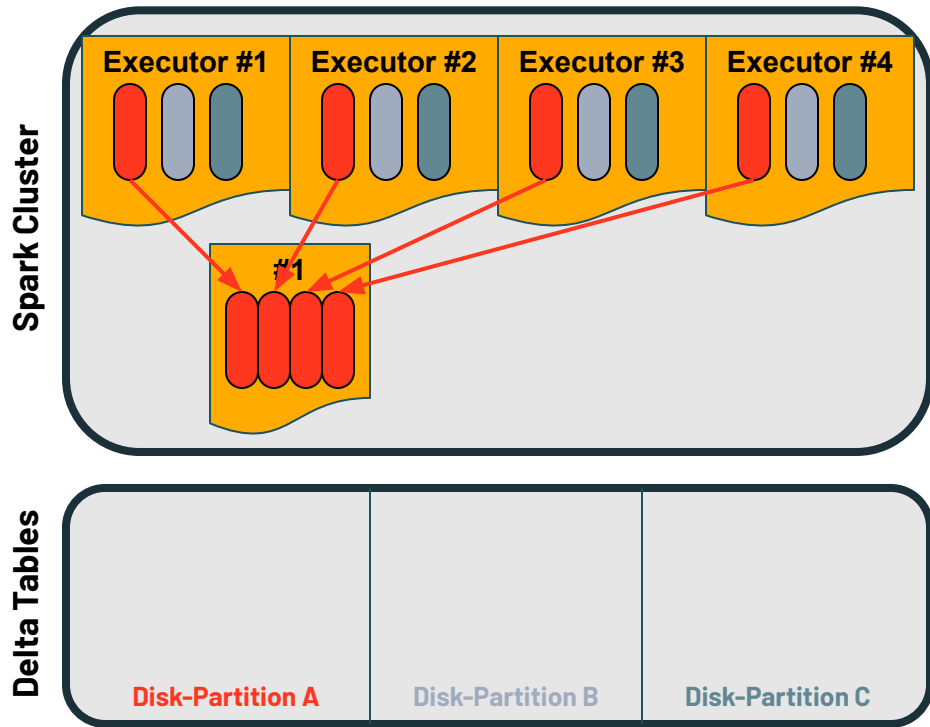 Spark Cluster
Executor #1
Executor #2
Executor #3
Executor #4
#1
Delta Tables
Disk-Partition A
Disk-Partition B
Disk-Partition C